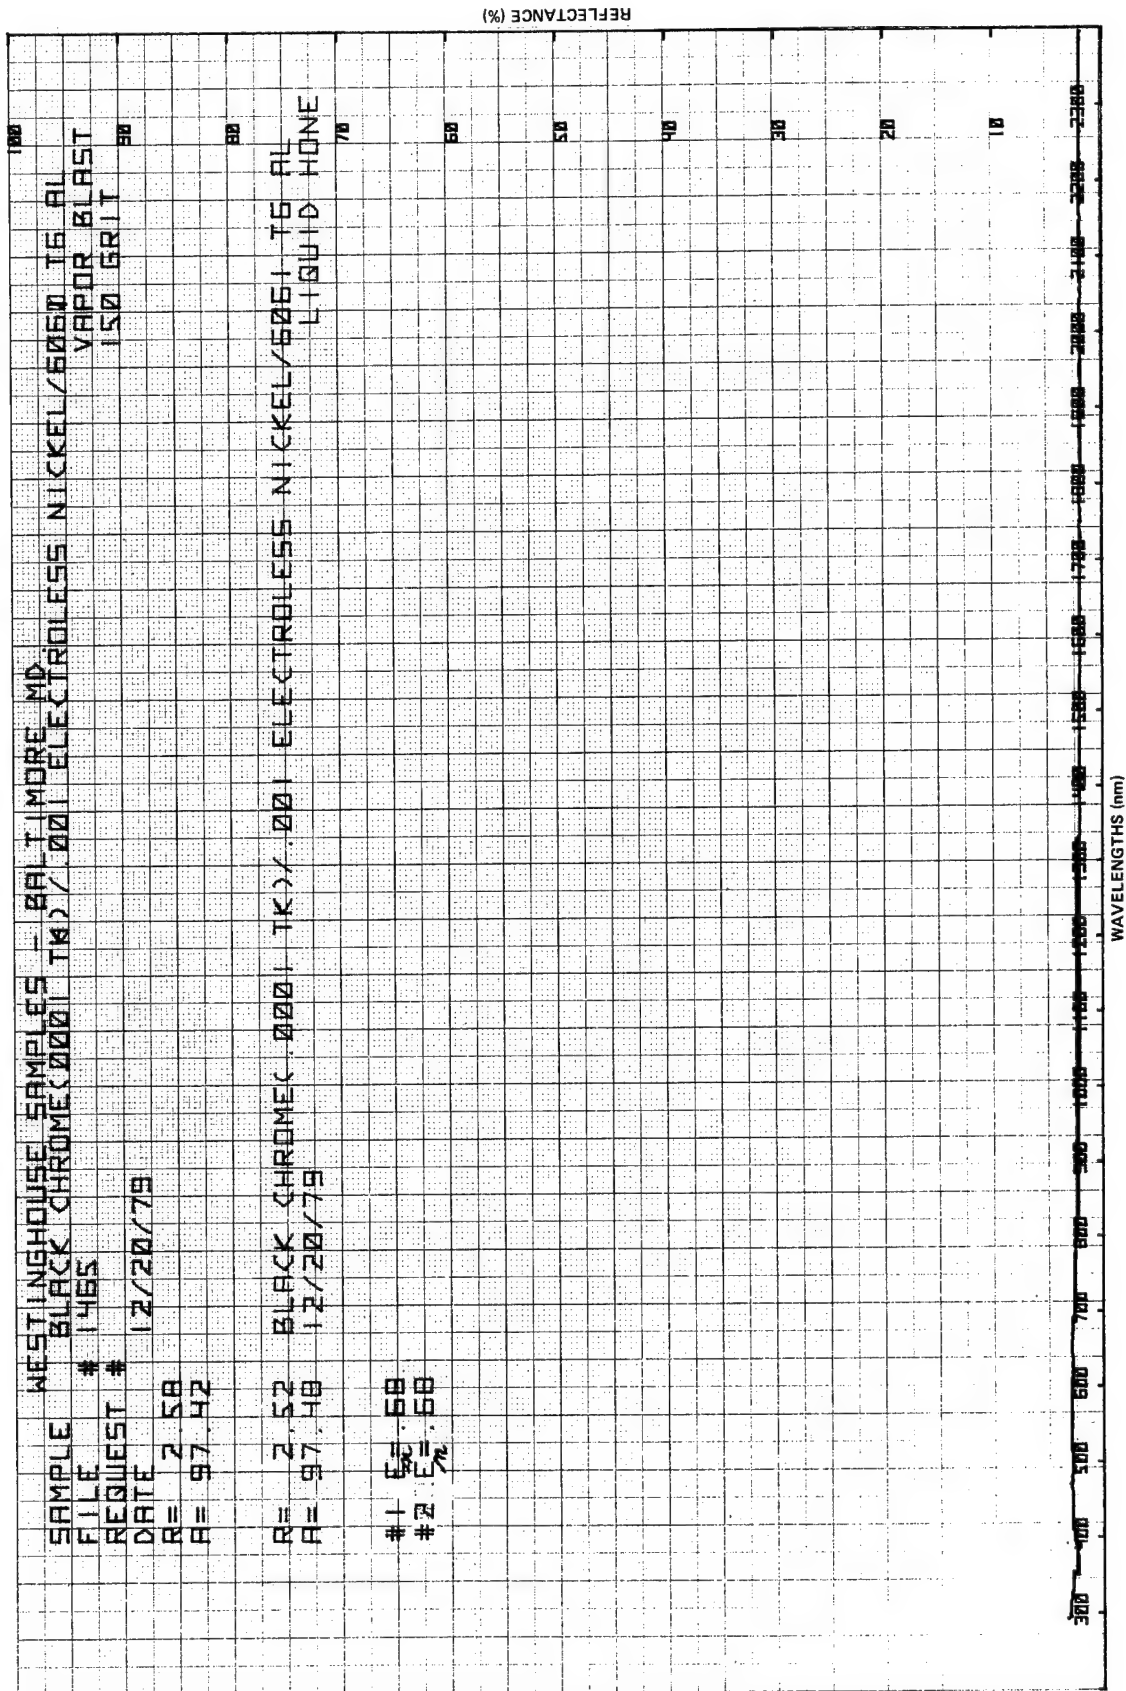 WESTINGHOUSE SAMPLES - BALTIMORE MD.
SAMPLE BLACK CHROME(.0001 TK)/.001 ELECTROLESS NICKEL/6061 T6 AL
FILE # 1465 VAPOR BLAST
REQUEST # 150 GRIT
DATE 12/20/79
R= 2.58
A= 97.42
R= 2.52 BLACK CHROME(.0001 TK)/.001 ELECTROLESS NICKEL/6061 T6 AL
A= 97.48 12/20/79 LIQUID HONE
#1 En=.68
#2 En=.68
REFLECTANCE (%)
100
90
80
70
60
50
40
30
20
10
300 400 500 600 700 800 900 1000 1100 1200 1300 1400 1500 1600 1700 1800 1900 2000 2100 2200 2300
WAVELENGTHS (nm)